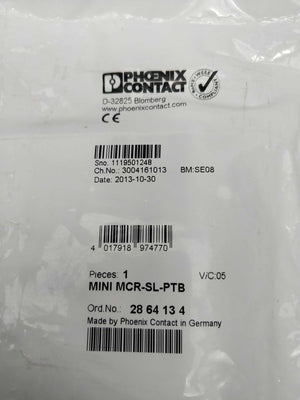 PHOENIX
CONTACT
D-32825 Blomberg
phoenixcontact.com
CE
WEEE
COMPLIANT
Sno. 1119501248
Ch.No.: 3004161013 BM:SE08
Date: 2013-10-30
4 017918 974770
Pieces: 1 V/C:05
MINI MCR-SL-PTB
Ord.No.: 28 64 13 4
Made by Phoenix Contact in Germany